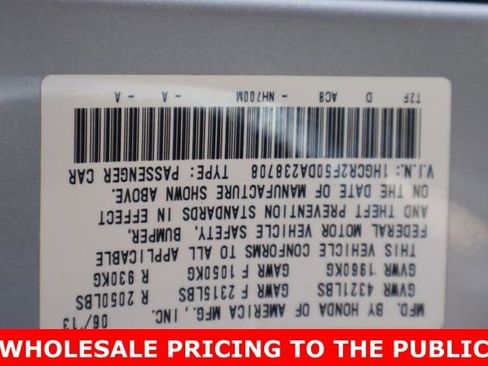 MFD. BY HONDA OF AMERICA MFG., INC. 06/13
GVWR 4321LBS GAWR F 2315LBS R 2050LBS
GVWR 1960KG GAWR F 1050KG R 930KG
THIS VEHICLE CONFORMS TO ALL APPLICABLE
FEDERAL MOTOR VEHICLE SAFETY, BUMPER,
AND THEFT PREVENTION STANDARDS IN EFFECT
ON THE DATE OF MANUFACTURE SHOWN ABOVE.
V.I.N.: 1HGCR2F50DA238708 TYPE: PASSENGER CAR
T2F D AC8 NH700M - A - A
WHOLESALE PRICING TO THE PUBLIC